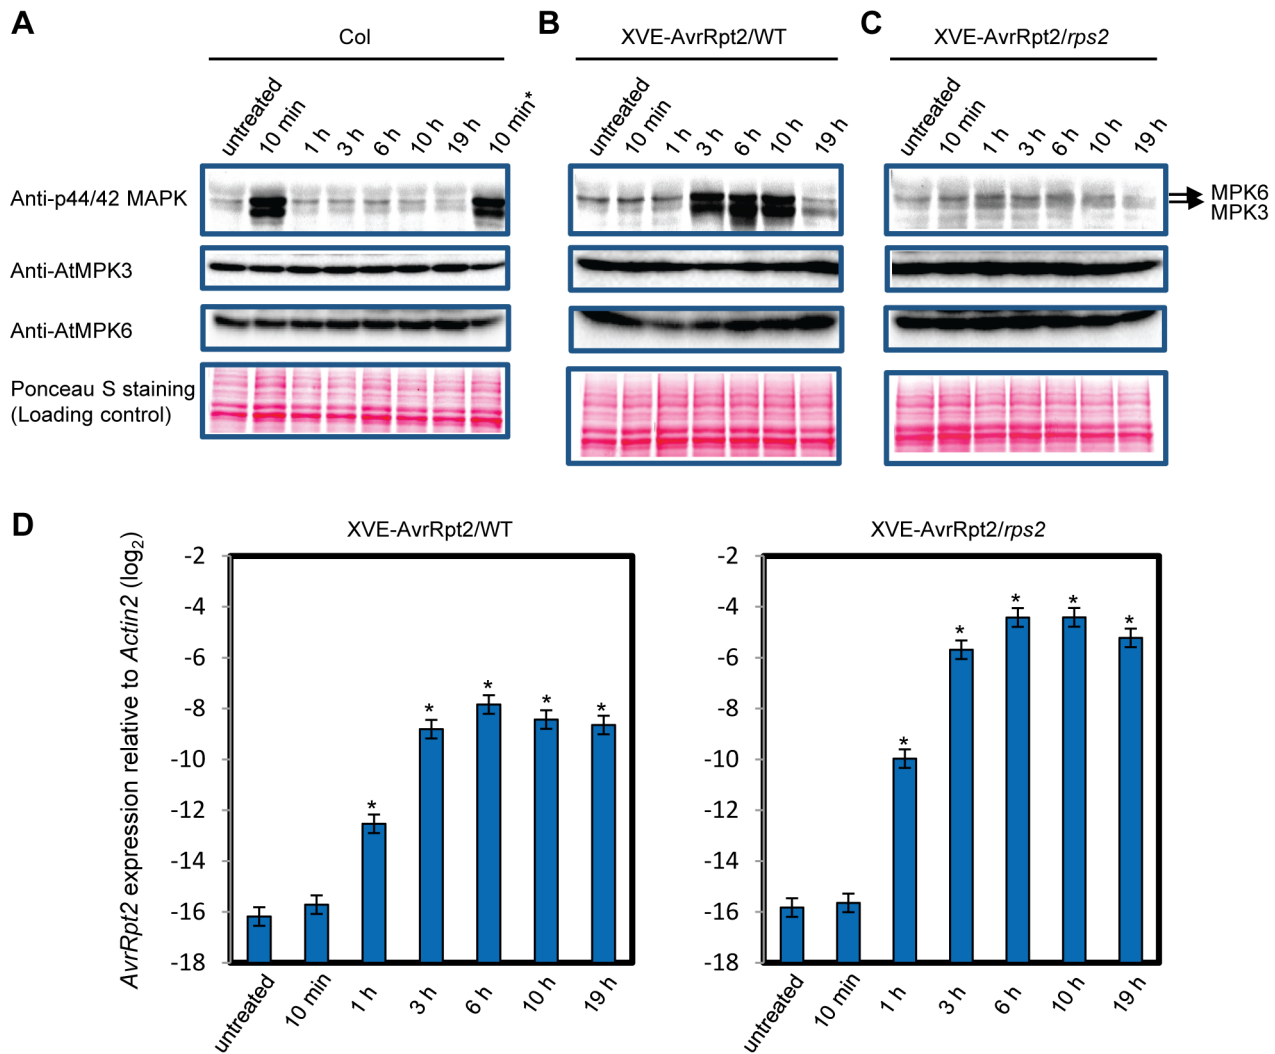 A
Col
untreated
10 min
1 h
3 h
6 h
10 h
19 h
10 min*
B
XVE-AvrRpt2/WT
untreated
10 min
1 h
3 h
6 h
10 h
19 h
C
XVE-AvrRpt2/rps2
untreated
10 min
1 h
3 h
6 h
10 h
19 h
Anti-p44/42 MAPK
MPK6
MPK3
Anti-AtMPK3
Anti-AtMPK6
Ponceau S staining
(Loading control)
D
AvrRpt2 expression relative to Actin2 (log2)
XVE-AvrRpt2/WT
-2
-4
-6
-8
-10
-12
-14
-16
-18
*
*
*
*
*
untreated
10 min
1 h
3 h
6 h
10 h
19 h
XVE-AvrRpt2/rps2
-2
-4
-6
-8
-10
-12
-14
-16
-18
*
*
*
*
*
untreated
10 min
1 h
3 h
6 h
10 h
19 h